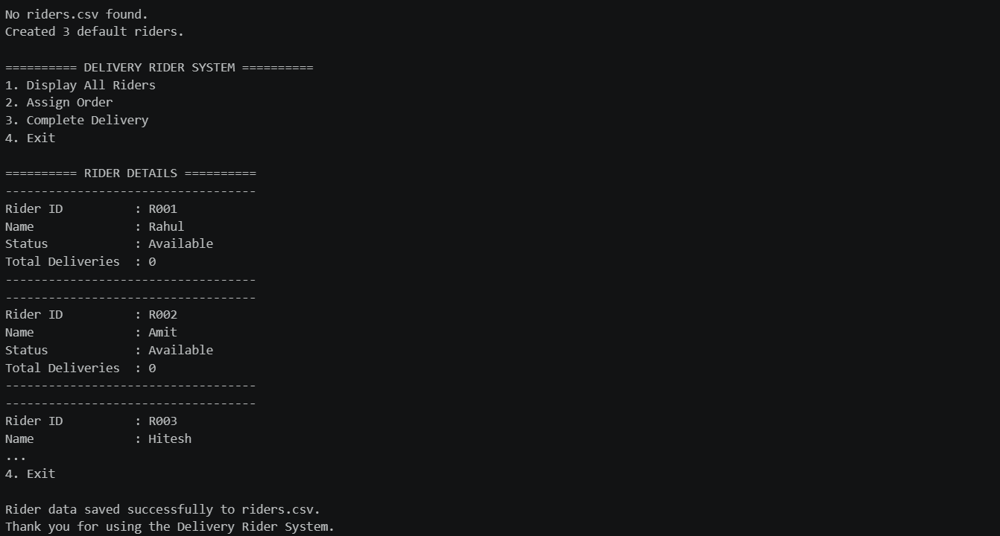 No riders.csv found.
Created 3 default riders.
========== DELIVERY RIDER SYSTEM ==========
1. Display All Riders
2. Assign Order
3. Complete Delivery
4. Exit
========== RIDER DETAILS ==========
-----------------------------------
Rider ID          : R001
Name              : Rahul
Status            : Available
Total Deliveries  : 0
-----------------------------------
-----------------------------------
Rider ID          : R002
Name              : Amit
Status            : Available
Total Deliveries  : 0
-----------------------------------
-----------------------------------
Rider ID          : R003
Name              : Hitesh
...
4. Exit
Rider data saved successfully to riders.csv.
Thank you for using the Delivery Rider System.